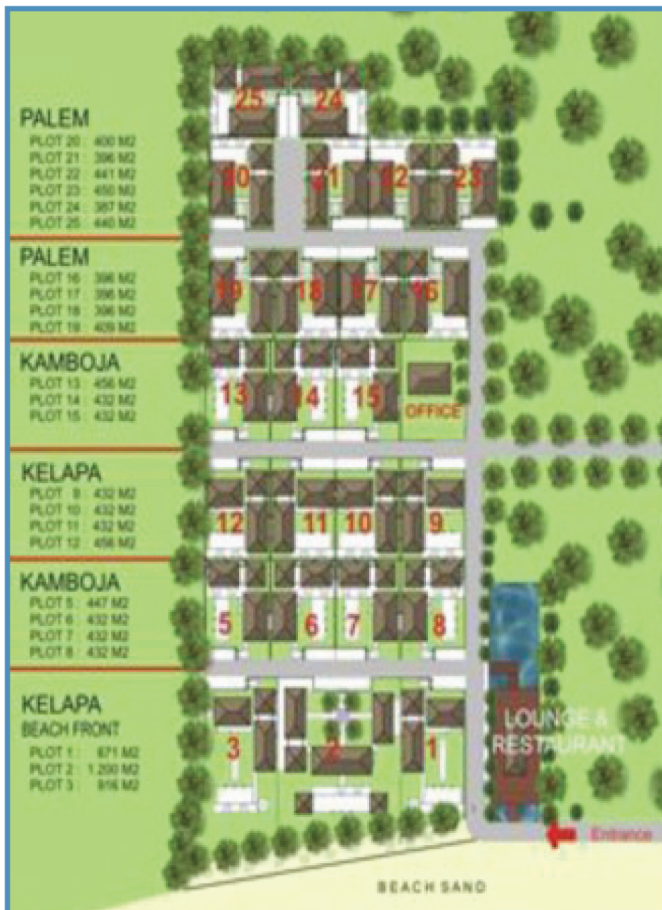 PALEM
PLOT 20 : 400 M2
PLOT 21 : 396 M2
PLOT 22 : 441 M2
PLOT 23 : 450 M2
PLOT 24 : 387 M2
PLOT 25 : 440 M2
PALEM
PLOT 16 : 396 M2
PLOT 17 : 396 M2
PLOT 18 : 396 M2
PLOT 19 : 409 M2
KAMBOJA
PLOT 13 : 456 M2
PLOT 14 : 432 M2
PLOT 15 : 432 M2
KELAPA
PLOT 8 : 432 M2
PLOT 10 : 432 M2
PLOT 11 : 432 M2
PLOT 12 : 456 M2
KAMBOJA
PLOT 5 : 447 M2
PLOT 6 : 432 M2
PLOT 7 : 432 M2
PLOT 8 : 432 M2
KELAPA
BEACH FRONT
PLOT 1 : 671 M2
PLOT 2 : 1.200 M2
PLOT 3 : 916 M2
25 24
20 21 22 23
19 18 17 16
13 14 15
OFFICE
12 11 10 9
5 6 7 8
3 2 1
LOUNGE &
RESTAURANT
Entrance
BEACH SAND